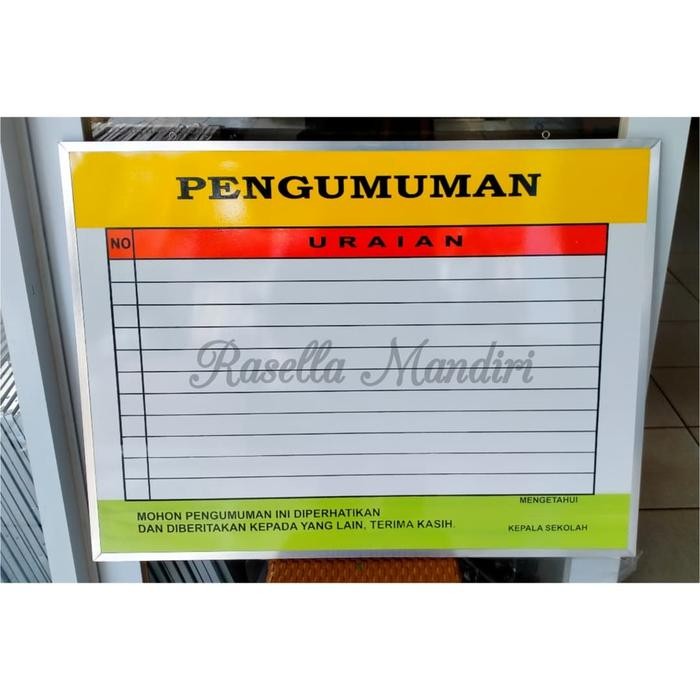 PENGUMUMAN
NO URAIAN
Rasella Mandiri
MENGETAHUI
MOHON PENGUMUMAN INI DIPERHATIKAN
DAN DIBERITAKAN KEPADA YANG LAIN, TERIMA KASIH.
KEPALA SEKOLAH